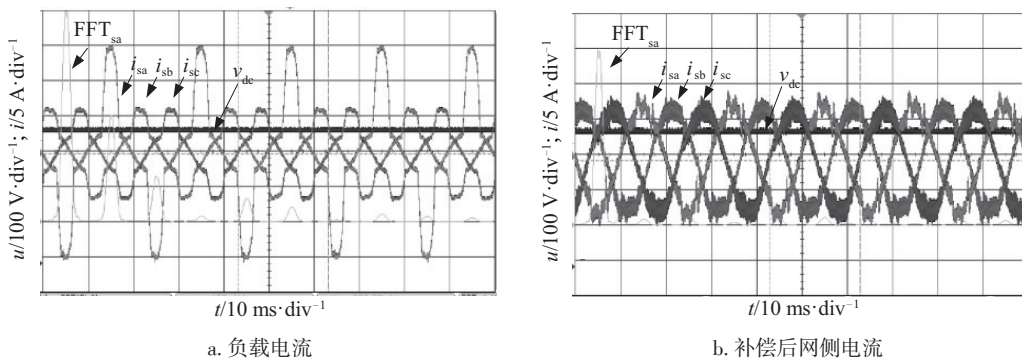 FFTsa
isa isb isc vdc
u/100 V·div⁻¹; i/5 A·div⁻¹
t/10 ms·div⁻¹
a. 负载电流
FFTsa
isa isb isc vdc
u/100 V·div⁻¹; i/5 A·div⁻¹
t/10 ms·div⁻¹
b. 补偿后网侧电流